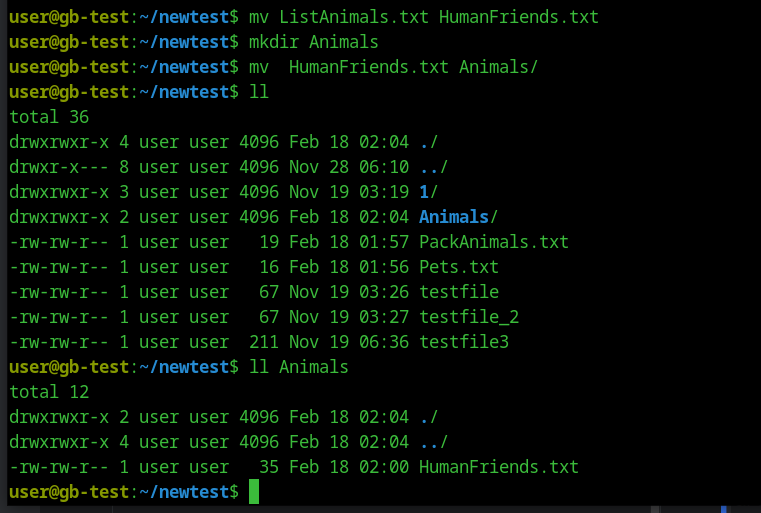 user@gb-test:~/newtest$ mv ListAnimals.txt HumanFriends.txt
user@gb-test:~/newtest$ mkdir Animals
user@gb-test:~/newtest$ mv  HumanFriends.txt Animals/
user@gb-test:~/newtest$ ll
total 36
drwxrwxr-x 4 user user 4096 Feb 18 02:04 ./
drwxr-x--- 8 user user 4096 Nov 28 06:10 ../
drwxrwxr-x 3 user user 4096 Nov 19 03:19 1/
drwxrwxr-x 2 user user 4096 Feb 18 02:04 Animals/
-rw-rw-r-- 1 user user   19 Feb 18 01:57 PackAnimals.txt
-rw-rw-r-- 1 user user   16 Feb 18 01:56 Pets.txt
-rw-rw-r-- 1 user user   67 Nov 19 03:26 testfile
-rw-rw-r-- 1 user user   67 Nov 19 03:27 testfile_2
-rw-rw-r-- 1 user user  211 Nov 19 06:36 testfile3
user@gb-test:~/newtest$ ll Animals
total 12
drwxrwxr-x 2 user user 4096 Feb 18 02:04 ./
drwxrwxr-x 4 user user 4096 Feb 18 02:04 ../
-rw-rw-r-- 1 user user   35 Feb 18 02:00 HumanFriends.txt
user@gb-test:~/newtest$